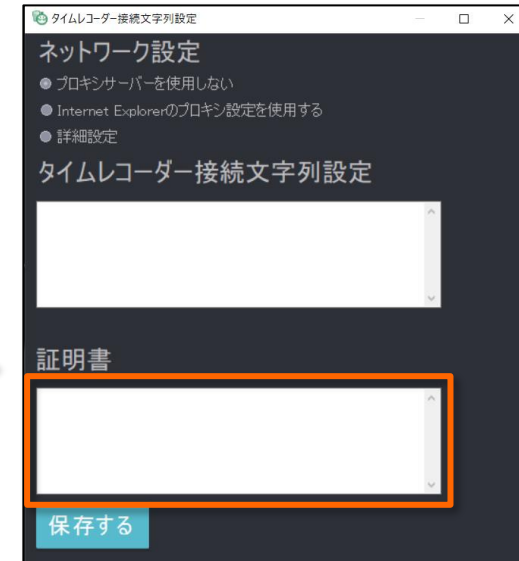 タイムレコーダー接続文字列設定
ネットワーク設定
プロキシサーバーを使用しない
Internet Explorerのプロキシ設定を使用する
詳細設定
タイムレコーダー接続文字列設定
証明書
保存する